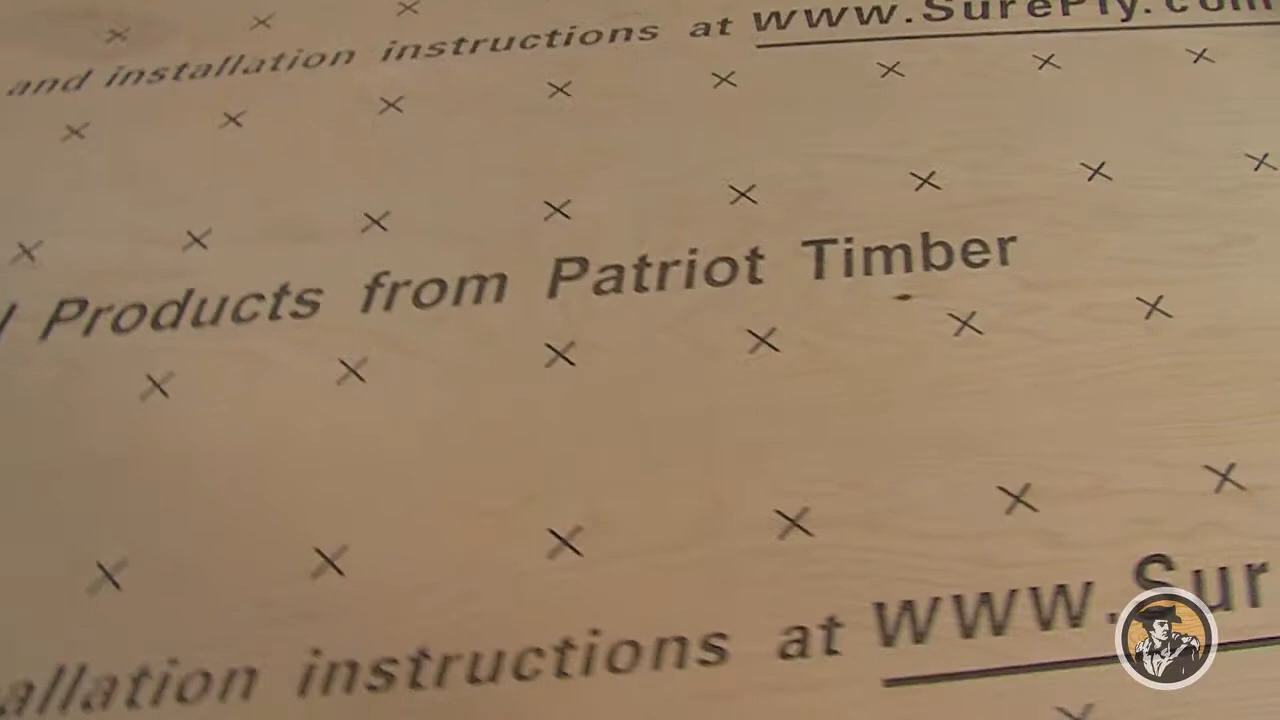 and installation instructions at www.SurePly.com
Products from Patriot Timber
allation instructions at www.Sur